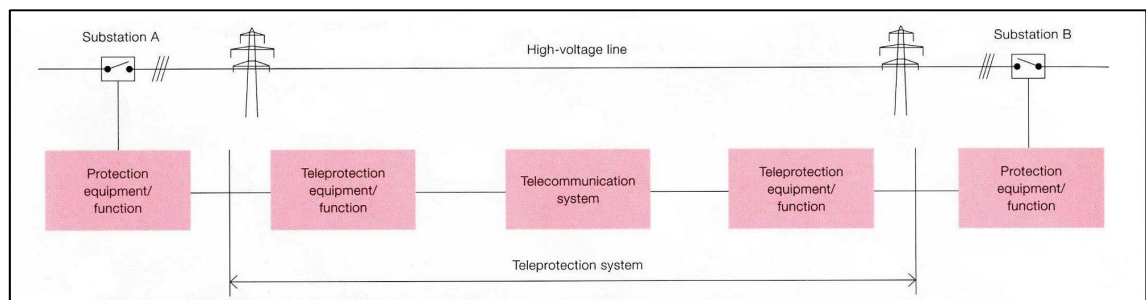 Substation A
High-voltage line
Substation B
Protection
equipment/
function
Teleprotection
equipment/
function
Telecommunication
system
Teleprotection
equipment/
function
Protection
equipment/
function
Teleprotection system